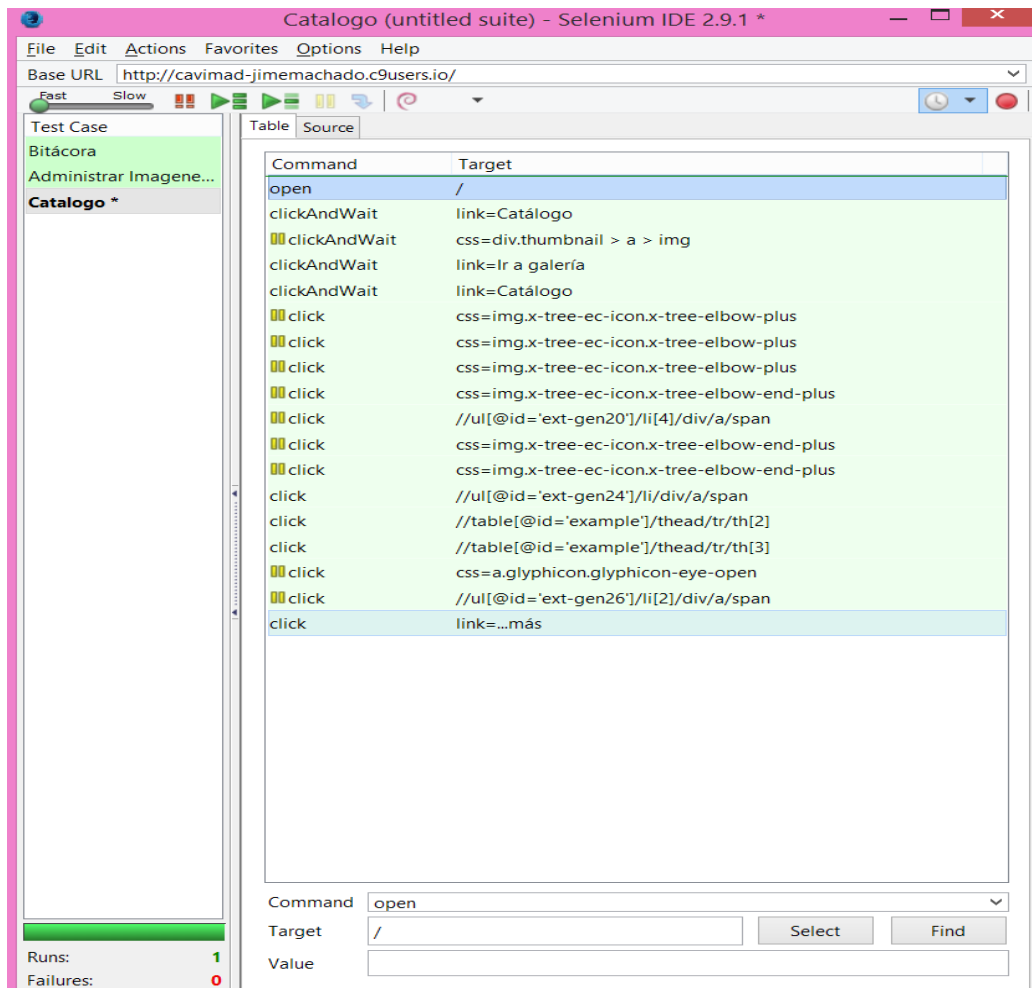 Catalogo (untitled suite) - Selenium IDE 2.9.1 *
File Edit Actions Favorites Options Help
Base URL http://cavimad-jimemachado.c9users.io/
Fast Slow
Test Case
Bitácora
Administrar Imagene...
Catalogo *
Table Source
Command Target
open /
clickAndWait link=Catálogo
clickAndWait css=div.thumbnail > a > img
clickAndWait link=Ir a galería
clickAndWait link=Catálogo
click css=img.x-tree-ec-icon.x-tree-elbow-plus
click css=img.x-tree-ec-icon.x-tree-elbow-plus
click css=img.x-tree-ec-icon.x-tree-elbow-plus
click css=img.x-tree-ec-icon.x-tree-elbow-end-plus
click //ul[@id='ext-gen20']/li[4]/div/a/span
click css=img.x-tree-ec-icon.x-tree-elbow-end-plus
click css=img.x-tree-ec-icon.x-tree-elbow-end-plus
click //ul[@id='ext-gen24']/li/div/a/span
click //table[@id='example']/thead/tr/th[2]
click //table[@id='example']/thead/tr/th[3]
click css=a.glyphicon.glyphicon-eye-open
click //ul[@id='ext-gen26']/li[2]/div/a/span
click link=...más
Command open
Target / Select Find
Value
Runs: 1
Failures: 0